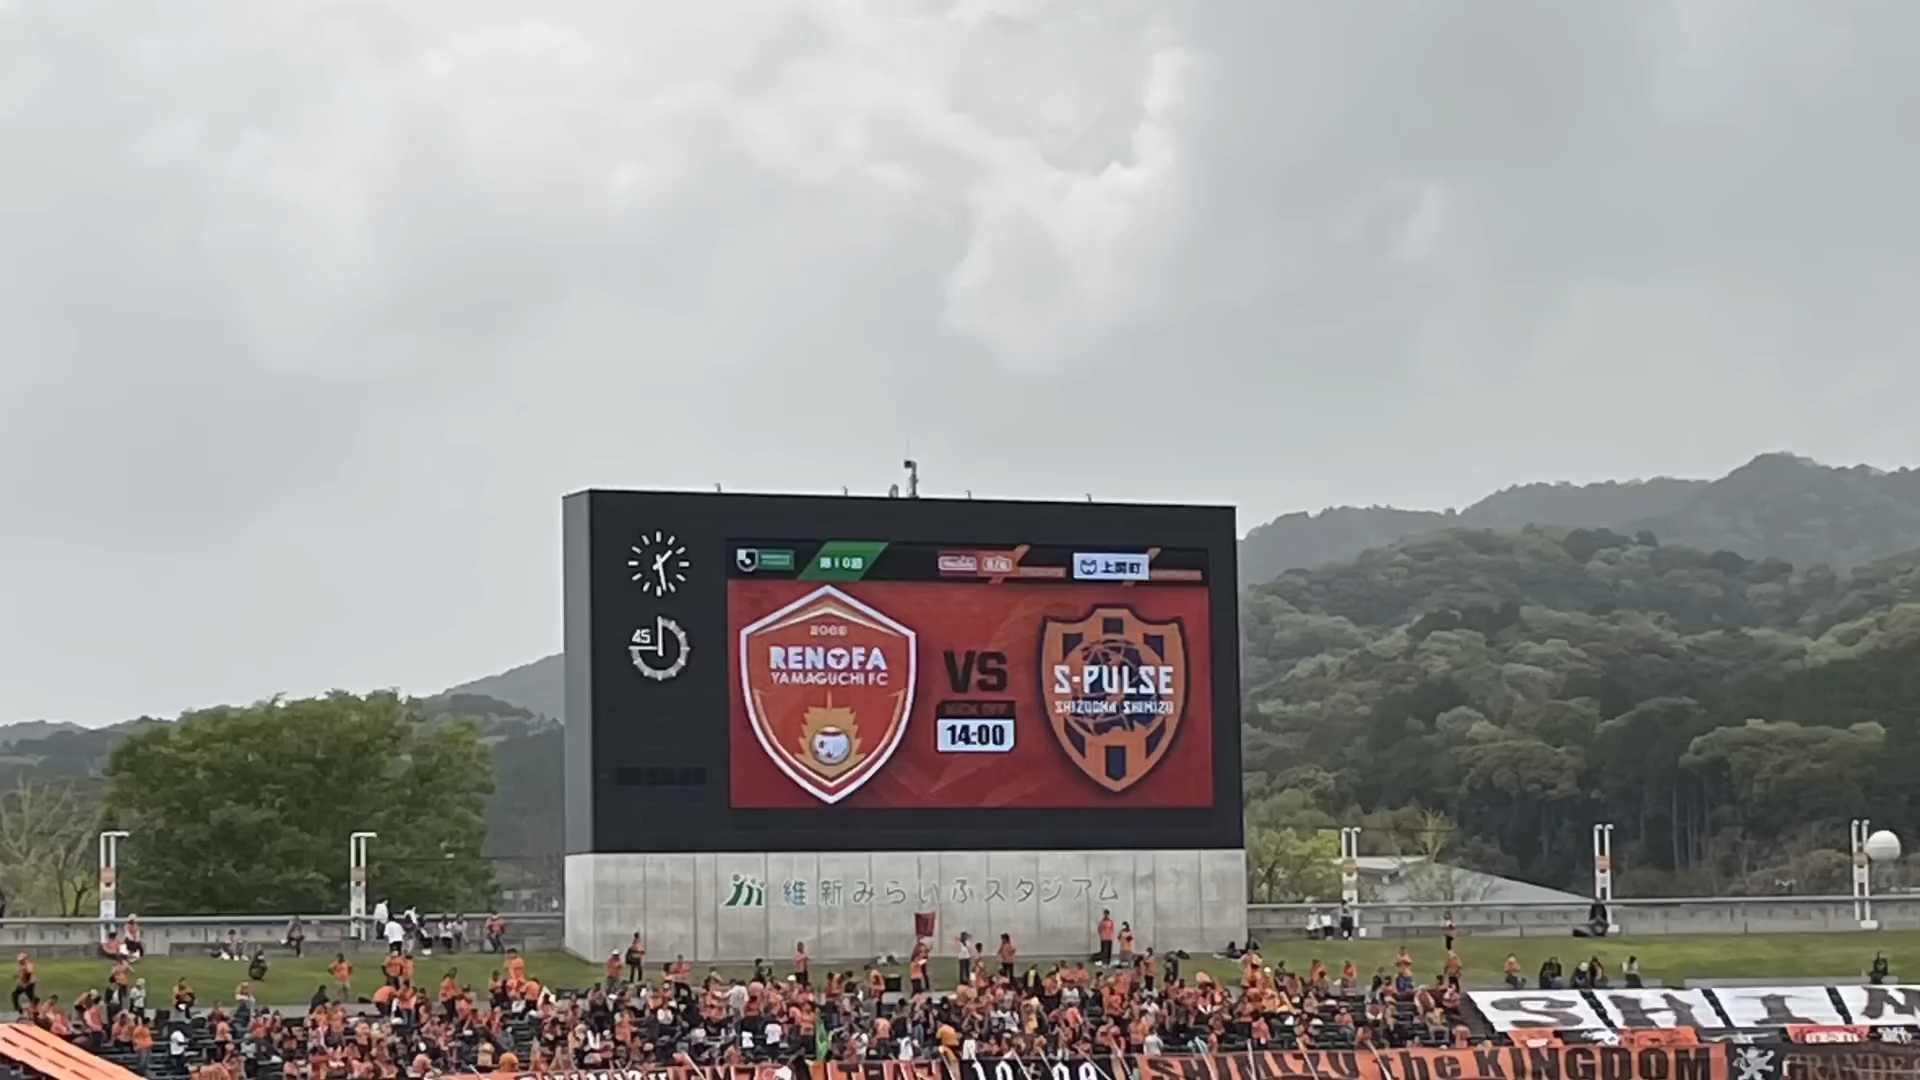 第10節
上関町
45
2006
RENOFA
YAMAGUCHI FC
VS
KICK OFF
14:00
S-PULSE
SHIZUOKA SHIMIZU
維新みらいふスタジアム
SHIM
SHIMIZU the KINGDOM